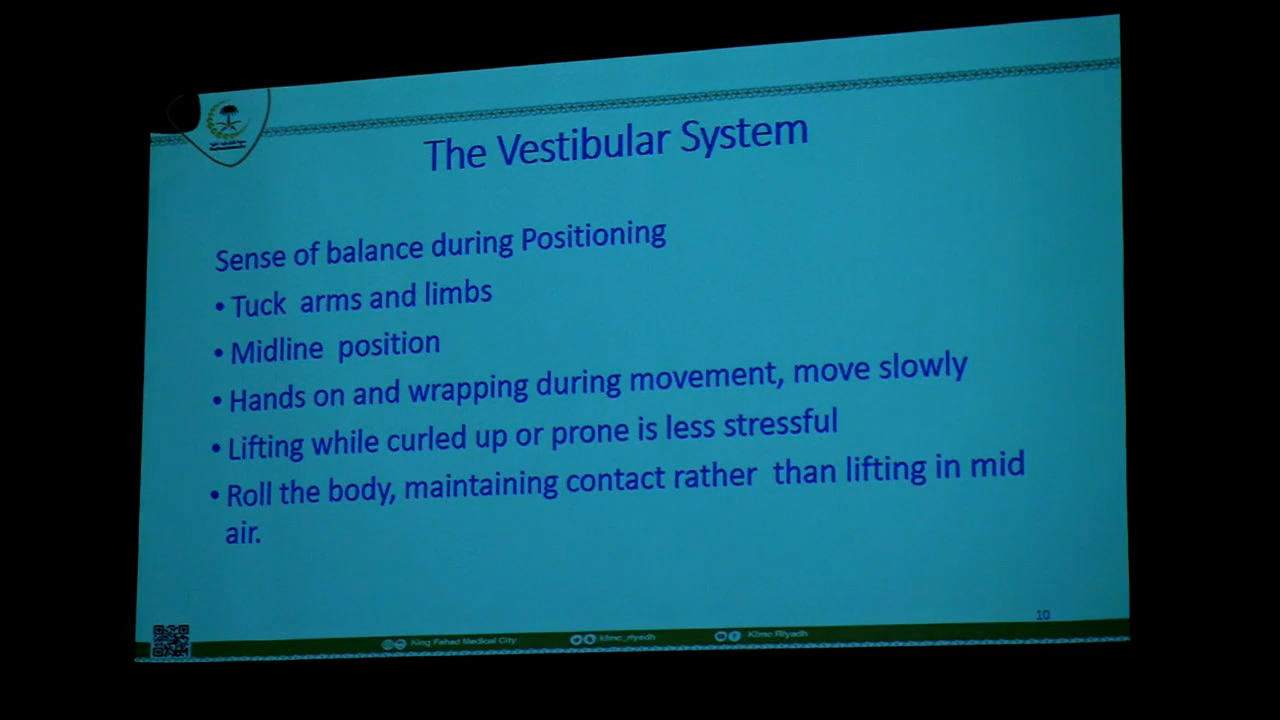 The Vestibular System
Sense of balance during Positioning
• Tuck arms and limbs
• Midline position
• Hands on and wrapping during movement, move slowly
• Lifting while curled up or prone is less stressful
• Roll the body, maintaining contact rather than lifting in mid
air.
10
King Fahad Medical City
kfmc_riyadh
Kfmc Riyadh